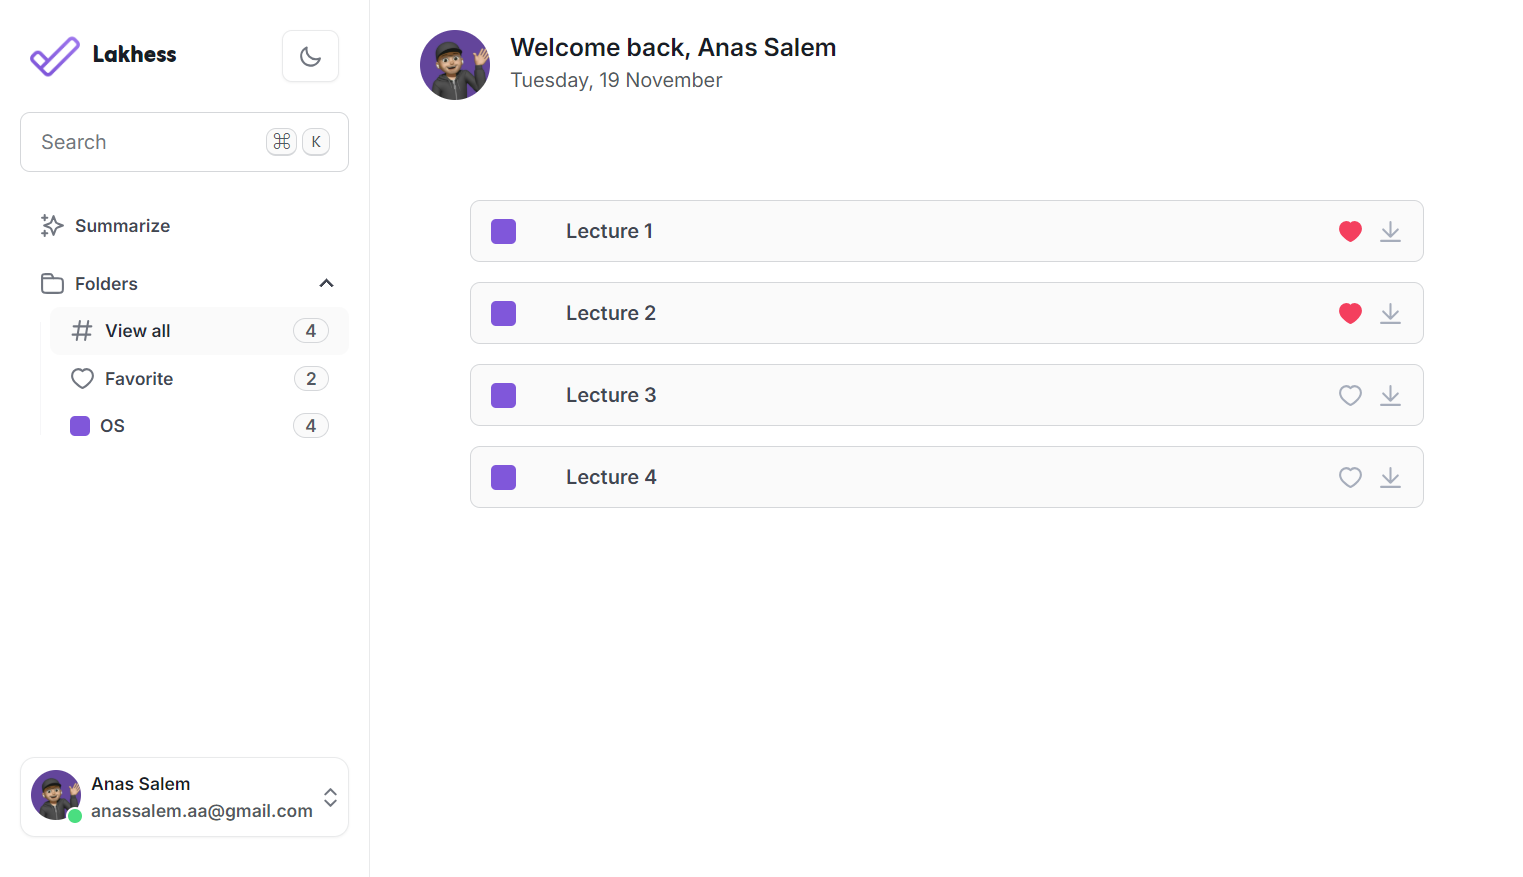 Lakhess
Search ⌘ K
Summarize
Folders
View all 4
Favorite 2
OS 4
Anas Salem
anassalem.aa@gmail.com
Welcome back, Anas Salem
Tuesday, 19 November
Lecture 1
Lecture 2
Lecture 3
Lecture 4